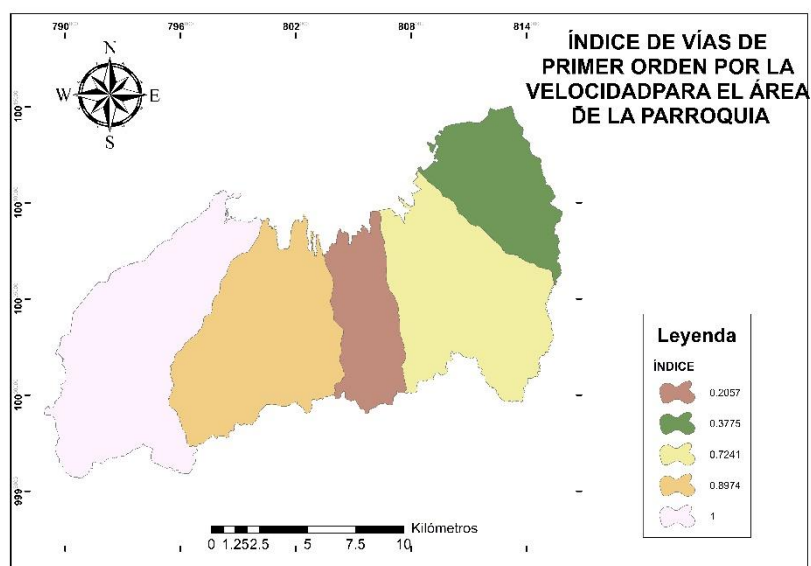 790
796
802
808
814
ÍNDICE DE VÍAS DE
PRIMER ORDEN POR LA
VELOCIDADPARA EL ÁREA
DE LA PARROQUIA
N
W
E
S
100
100
100
100
999
Leyenda
ÍNDICE
0.2057
0.3775
0.7241
0.8974
1
Kilómetros
0 1.252.5 5 7.5 10